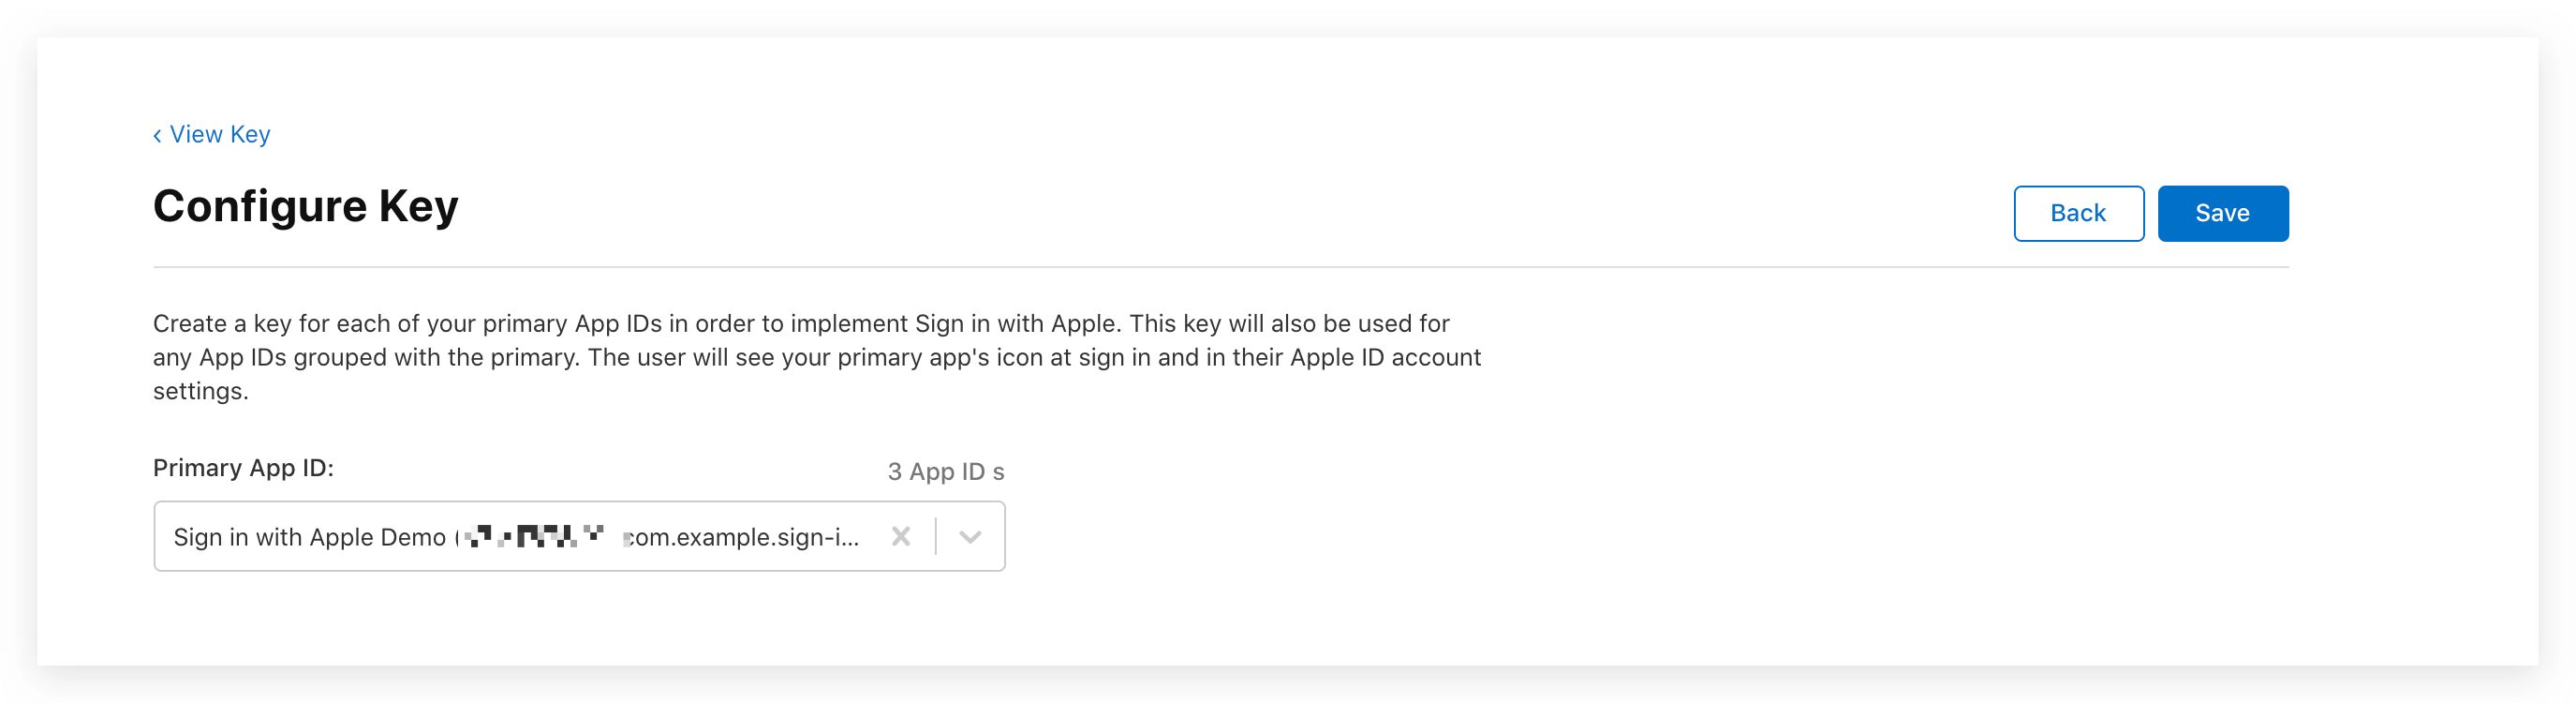 ‹ View Key
Configure Key
Back
Save
Create a key for each of your primary App IDs in order to implement Sign in with Apple. This key will also be used for
any App IDs grouped with the primary. The user will see your primary app's icon at sign in and in their Apple ID account
settings.
Primary App ID:
3 App ID s
Sign in with Apple Demo ( com.example.sign-i...